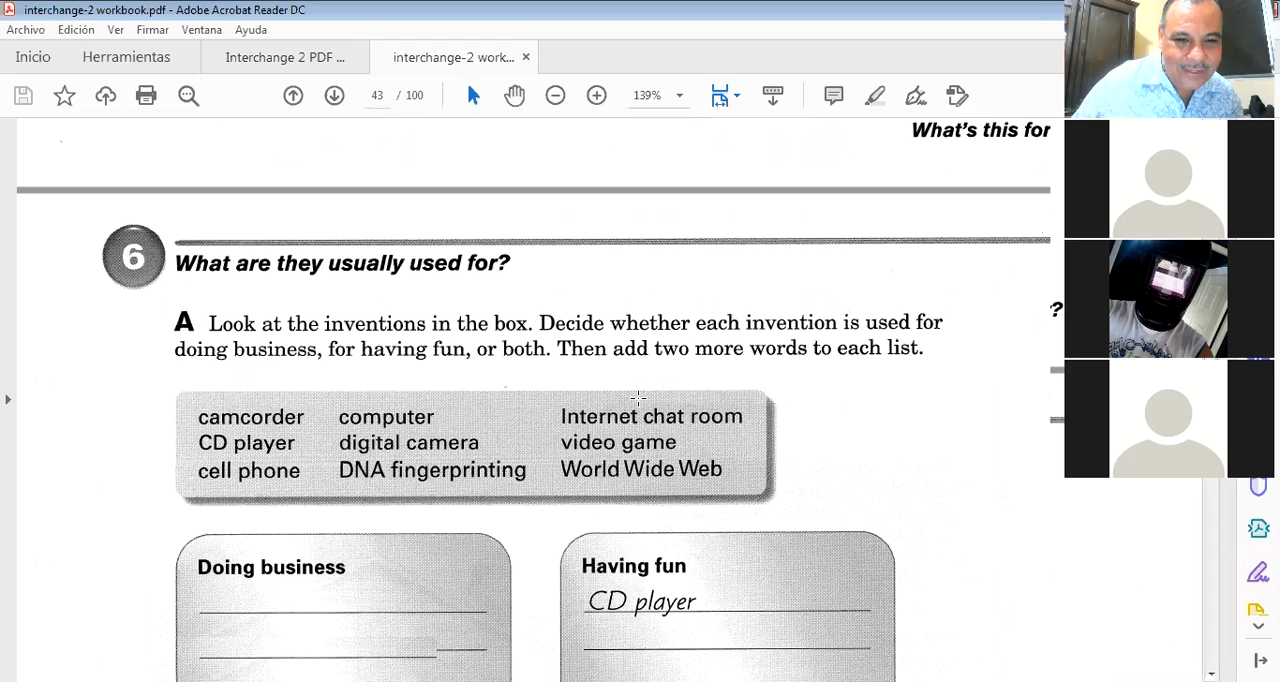 interchange-2 workbook.pdf - Adobe Acrobat Reader DC
Archivo Edición Ver Firmar Ventana Ayuda
Inicio Herramientas Interchange 2 PDF ... interchange-2 work... ×
43 / 100 139%
What's this for
6
What are they usually used for?
?
A Look at the inventions in the box. Decide whether each invention is used for
doing business, for having fun, or both. Then add two more words to each list.
camcorder computer Internet chat room
CD player digital camera video game
cell phone DNA fingerprinting World Wide Web
Doing business Having fun
CD player